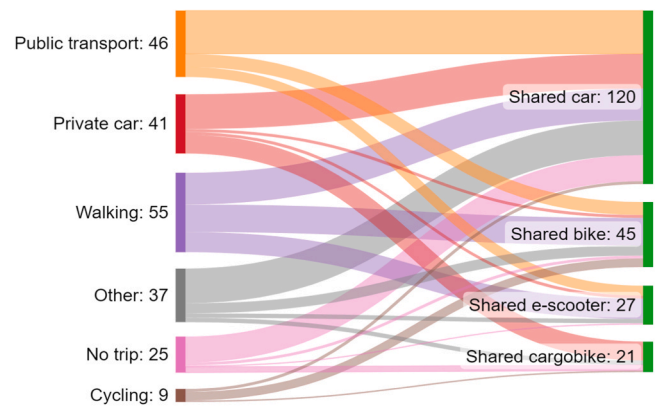 Public transport: 46
Private car: 41
Walking: 55
Other: 37
No trip: 25
Cycling: 9
Shared car: 120
Shared bike: 45
Shared e-scooter: 27
Shared cargobike: 21